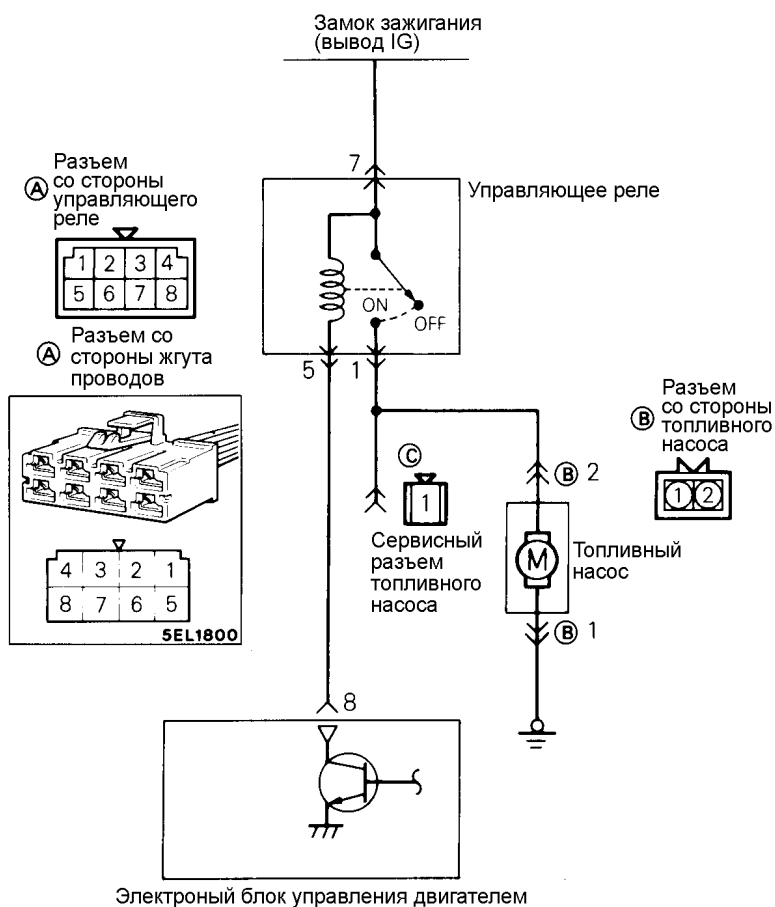 Замок зажигания
(вывод IG)
7
Управляющее реле
Разъем
со стороны
A управляющего
реле
1 2 3 4
5 6 7 8
ON
OFF
5 1
Разъем со
A стороны жгута
проводов
4 3 2 1
8 7 6 5
5EL1800
C
1
Сервисный
разъем
топливного
насоса
B 2
M
Топливный
насос
B 1
Разъем
со стороны
B топливного
насоса
1 2
8
Электроный блок управления двигателем